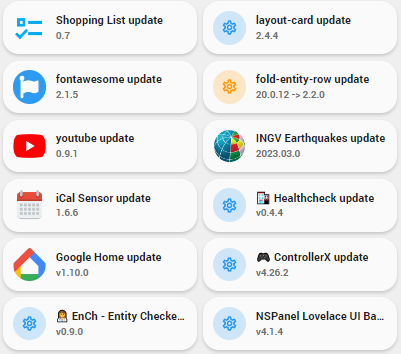 Shopping List update
0.7
layout-card update
2.4.4
fontawesome update
2.1.5
fold-entity-row update
20.0.12 -> 2.2.0
youtube update
0.9.1
INGV Earthquakes update
2023.03.0
iCal Sensor update
1.6.6
Healthcheck update
v0.4.4
Google Home update
v1.10.0
ControllerX update
v4.26.2
EnCh - Entity Checke...
v0.9.0
NSPanel Lovelace UI Ba...
v4.1.4